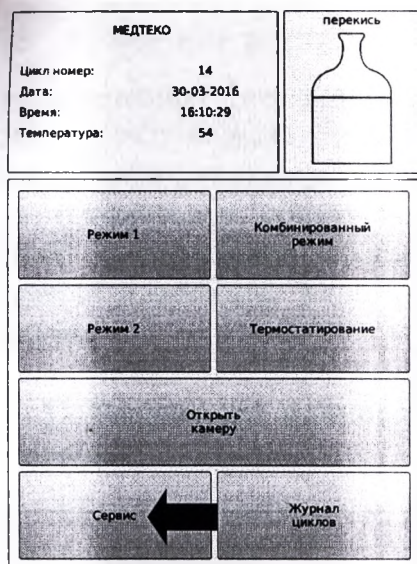 МЕДТЕКО
Цикл номер: 14
Дата: 30-03-2016
Время: 16:10:29
Температура: 54
перекись
Режим 1
Комбинированный
режим
Режим 2
Термостатирование
Открыть
камеру
Сервис
Журнал
циклов